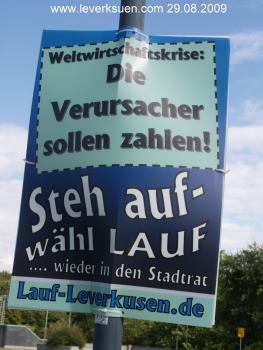 www.leverkusen.com 29.08.2009
Weltwirtschaftskrise:
Die
Verursacher
sollen zahlen!
Steh auf-
wähl LAUF
.... wieder in den Stadtrat
Lauf-Leverkusen.de